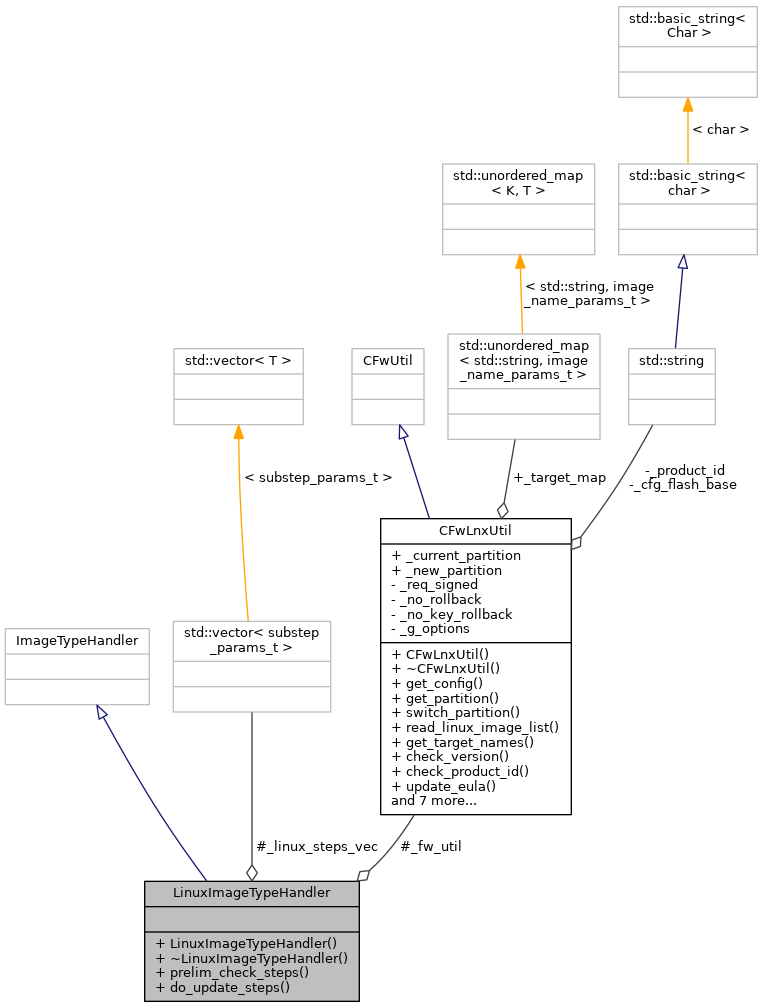 std::basic_string<
Char >
< char >
std::unordered_map
< K, T >
std::basic_string<
char >
< std::string, image
_name_params_t >
std::vector< T >
CFwUtil
std::unordered_map
< std::string, image
_name_params_t >
std::string
< substep_params_t >
+_target_map
-_product_id
-_cfg_flash_base
ImageTypeHandler
std::vector< substep
_params_t >
CFwLnxUtil
+ _current_partition
+ _new_partition
- _req_signed
- _no_rollback
- _no_key_rollback
- _g_options
+ CFwLnxUtil()
+ ~CFwLnxUtil()
+ get_config()
+ get_partition()
+ switch_partition()
+ read_linux_image_list()
+ get_target_names()
+ check_version()
+ check_product_id()
+ update_eula()
and 7 more...
#_linux_steps_vec
#_fw_util
LinuxImageTypeHandler
+ LinuxImageTypeHandler()
+ ~LinuxImageTypeHandler()
+ prelim_check_steps()
+ do_update_steps()